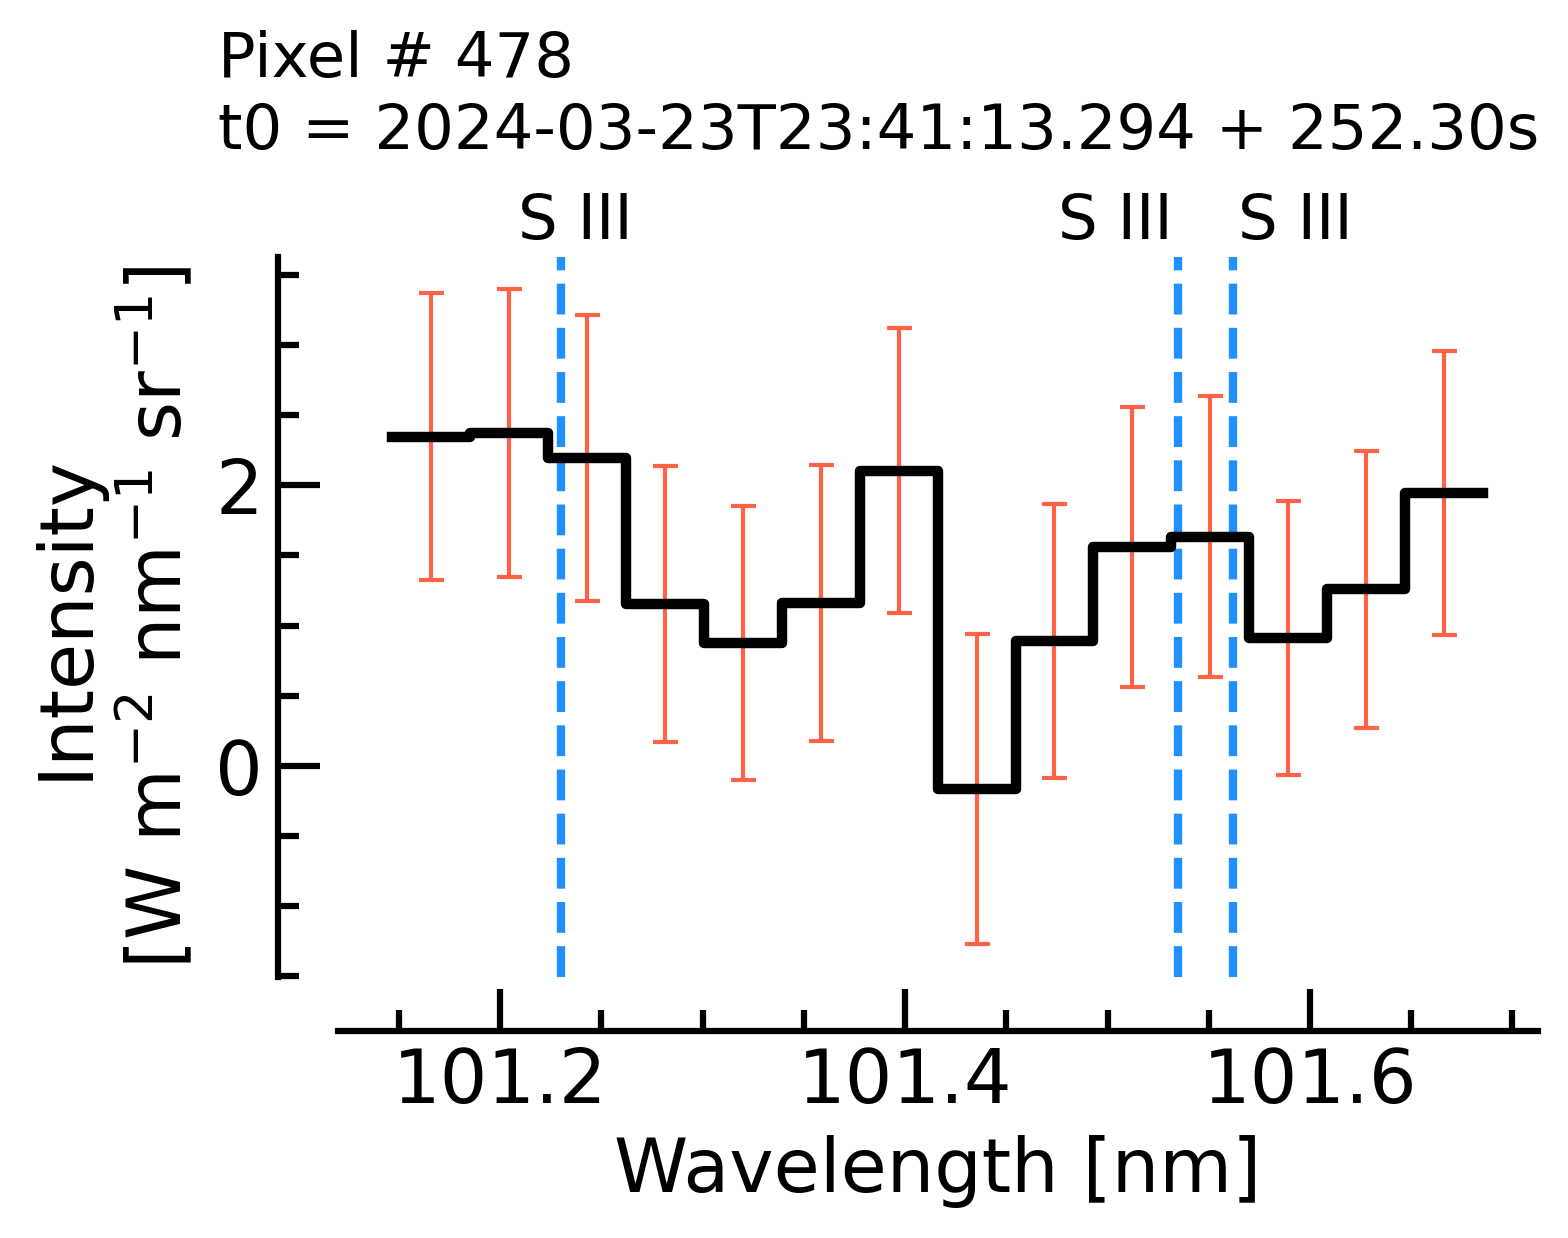 Pixel # 478
t0 = 2024-03-23T23:41:13.294 + 252.30s
S III S III S III
Intensity
[W m⁻² nm⁻¹ sr⁻¹]
2
0
101.2 101.4 101.6
Wavelength [nm]